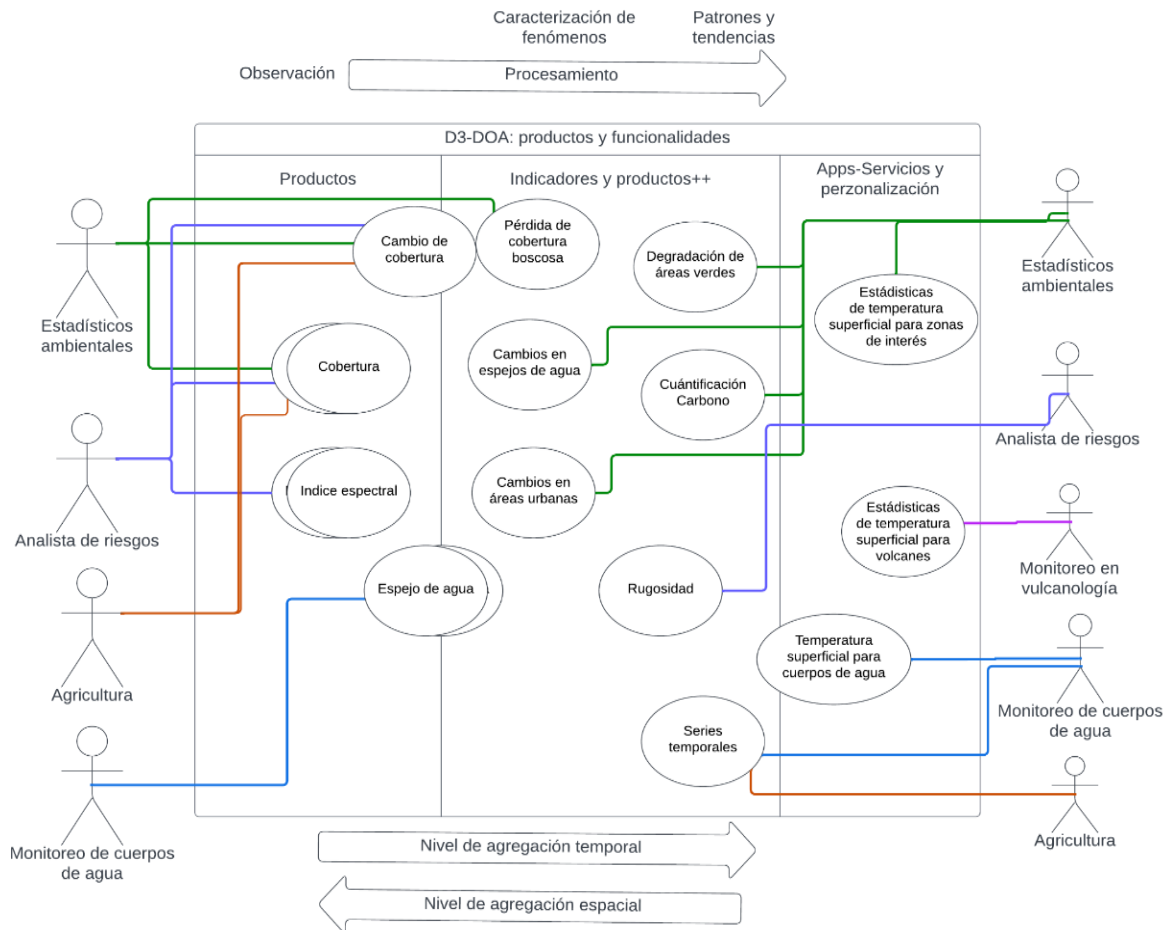 Caracterización de
fenómenos
Patrones y
tendencias
Observación
Procesamiento
D3-DOA: productos y funcionalidades
Productos
Indicadores y productos++
Apps-Servicios y
perzonalización
Estadísticos
ambientales
Analista de riesgos
Agricultura
Monitoreo de cuerpos
de agua
Cambio de
cobertura
Pérdida de
cobertura
boscosa
Degradación de
áreas verdes
Estádisticas
de temperatura
superficial para zonas
de interés
Cobertura
Cambios en
espejos de agua
Cuántificación
Carbono
Indice espectral
Cambios en
áreas urbanas
Estádisticas
de temperatura
superficial para
volcanes
Espejo de agua
Rugosidad
Temperatura
superficial para
cuerpos de agua
Series
temporales
Estadísticos
ambientales
Analista de riesgos
Monitoreo en
vulcanología
Monitoreo de cuerpos
de agua
Agricultura
Nivel de agregación temporal
Nivel de agregación espacial